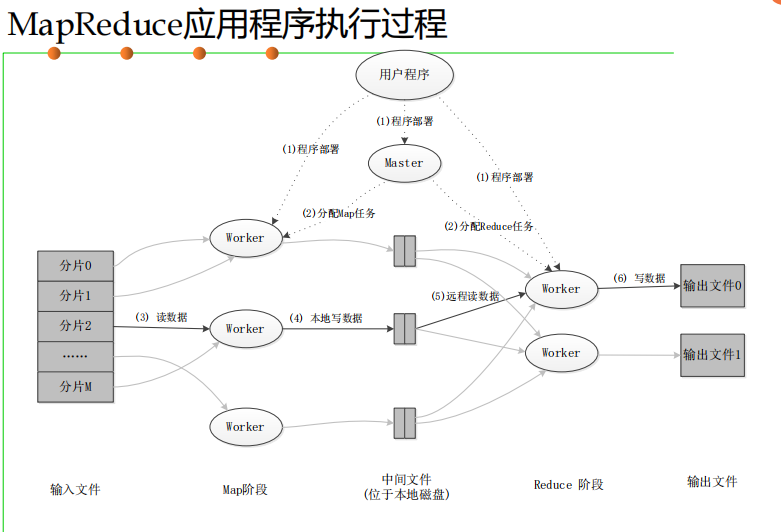 MapReduce应用程序执行过程
用户程序
(1)程序部署
(1)程序部署
Master
(1)程序部署
(2)分配Map任务
(2)分配Reduce任务
Worker
分片0
分片1
分片2
……
分片M
(3) 读数据
Worker
(4) 本地写数据
(5)远程读数据
Worker
(6) 写数据
输出文件0
Worker
输出文件1
Worker
输入文件
Map阶段
中间文件
(位于本地磁盘)
Reduce 阶段
输出文件